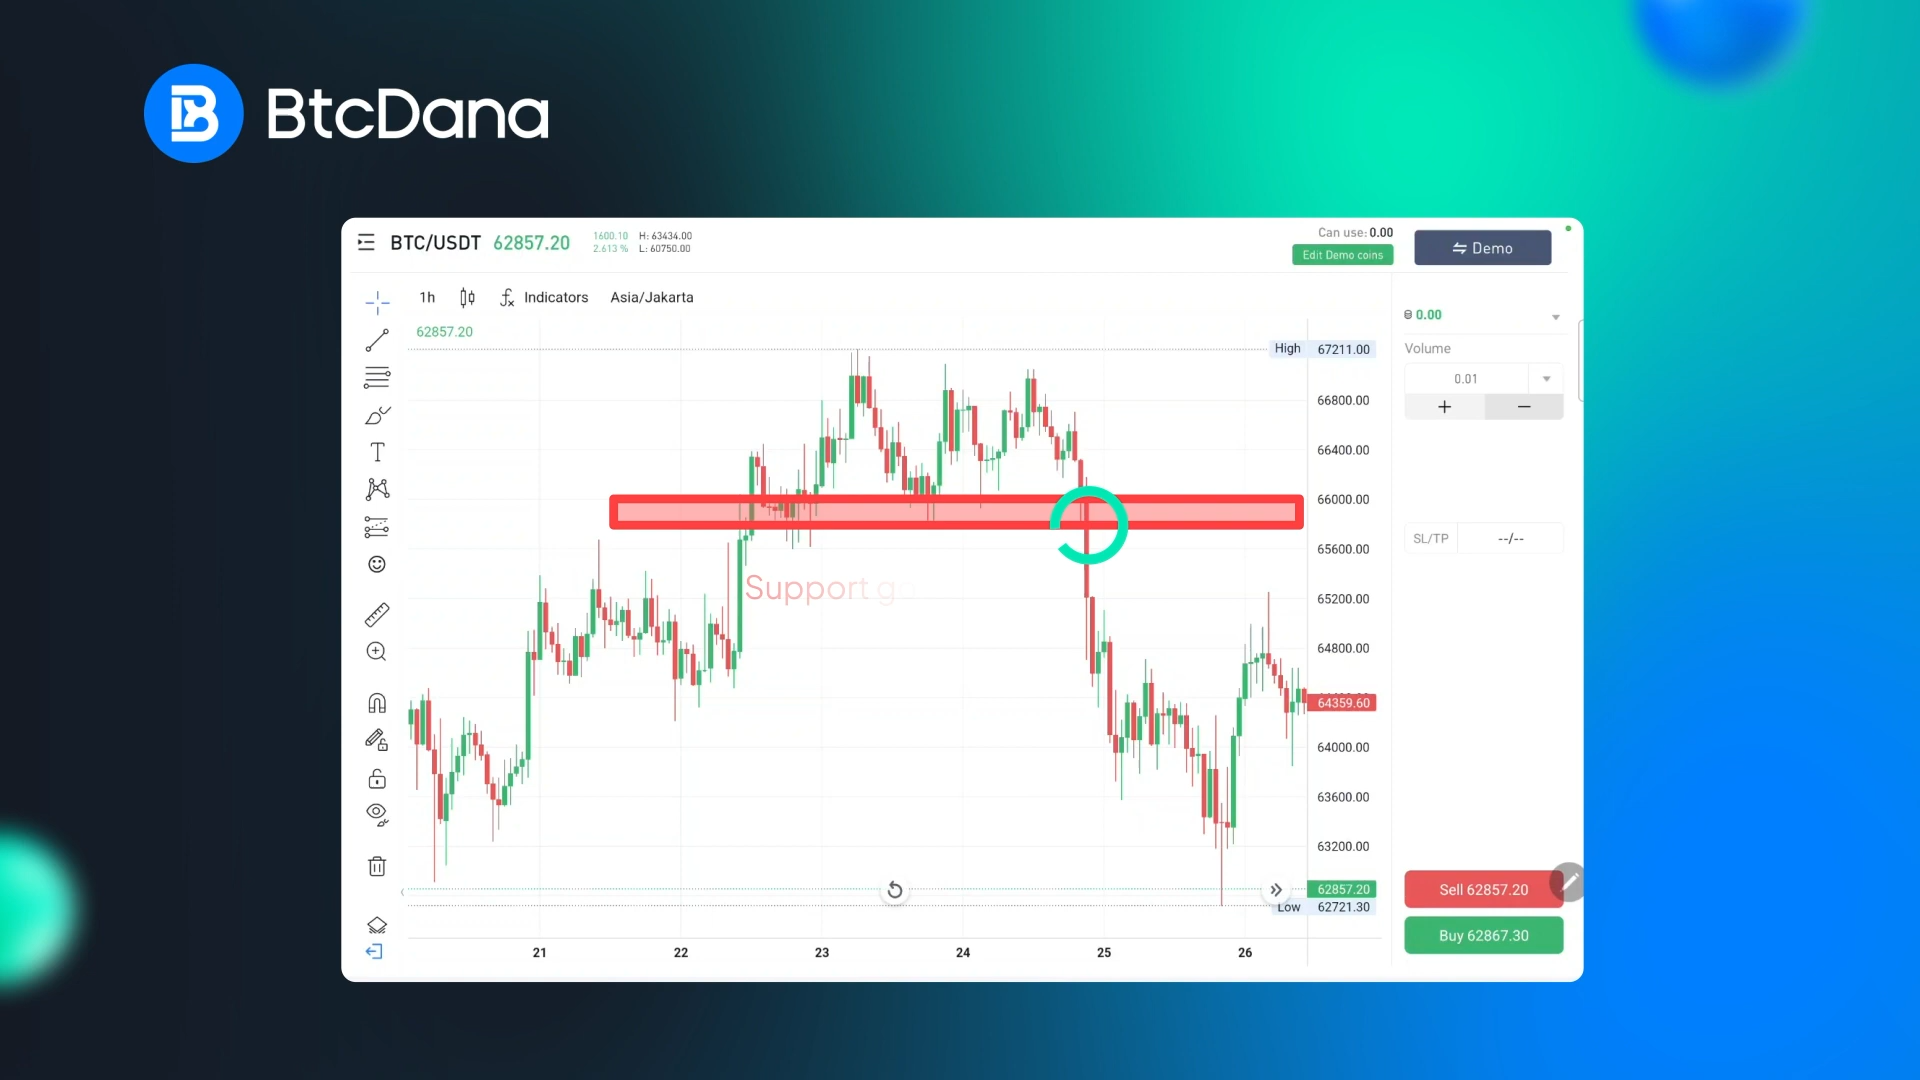 BtcDana
BTC/USDT 62857.20
1600.10 H: 63434.00
2.613 % L: 60750.00
Can use: 0.00
Edit Demo coins
Demo
1h
Indicators
Asia/Jakarta
62857.20
High 67211.00
66800.00
66400.00
66000.00
65600.00
65200.00
64800.00
64359.60
64000.00
63600.00
63200.00
62857.20
Low 62721.30
Support
21 22 23 24 25 26
0.00
Volume
0.01
+ −
SL/TP --/--
Sell 62857.20
Buy 62867.30